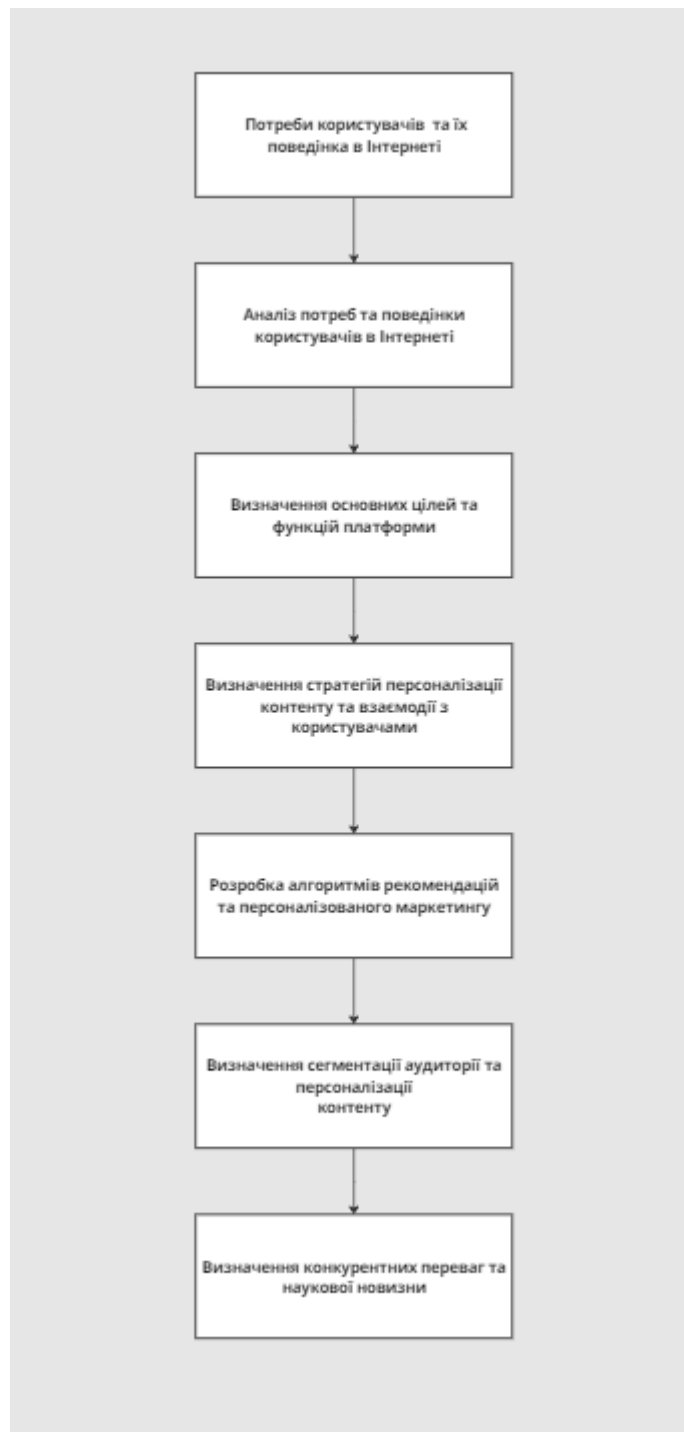 Потреби користувачів та їх
поведінка в Інтернеті
Аналіз потреб та поведінки
користувачів в Інтернеті
Визначення основних цілей та
функцій платформи
Визначення стратегій персоналізації
контенту та взаємодії з
користувачами
Розробка алгоритмів рекомендацій
та персоналізованого маркетингу
Визначення сегментації аудиторії та
персоналізації
контенту
Визначення конкурентних переваг та
наукової новизни